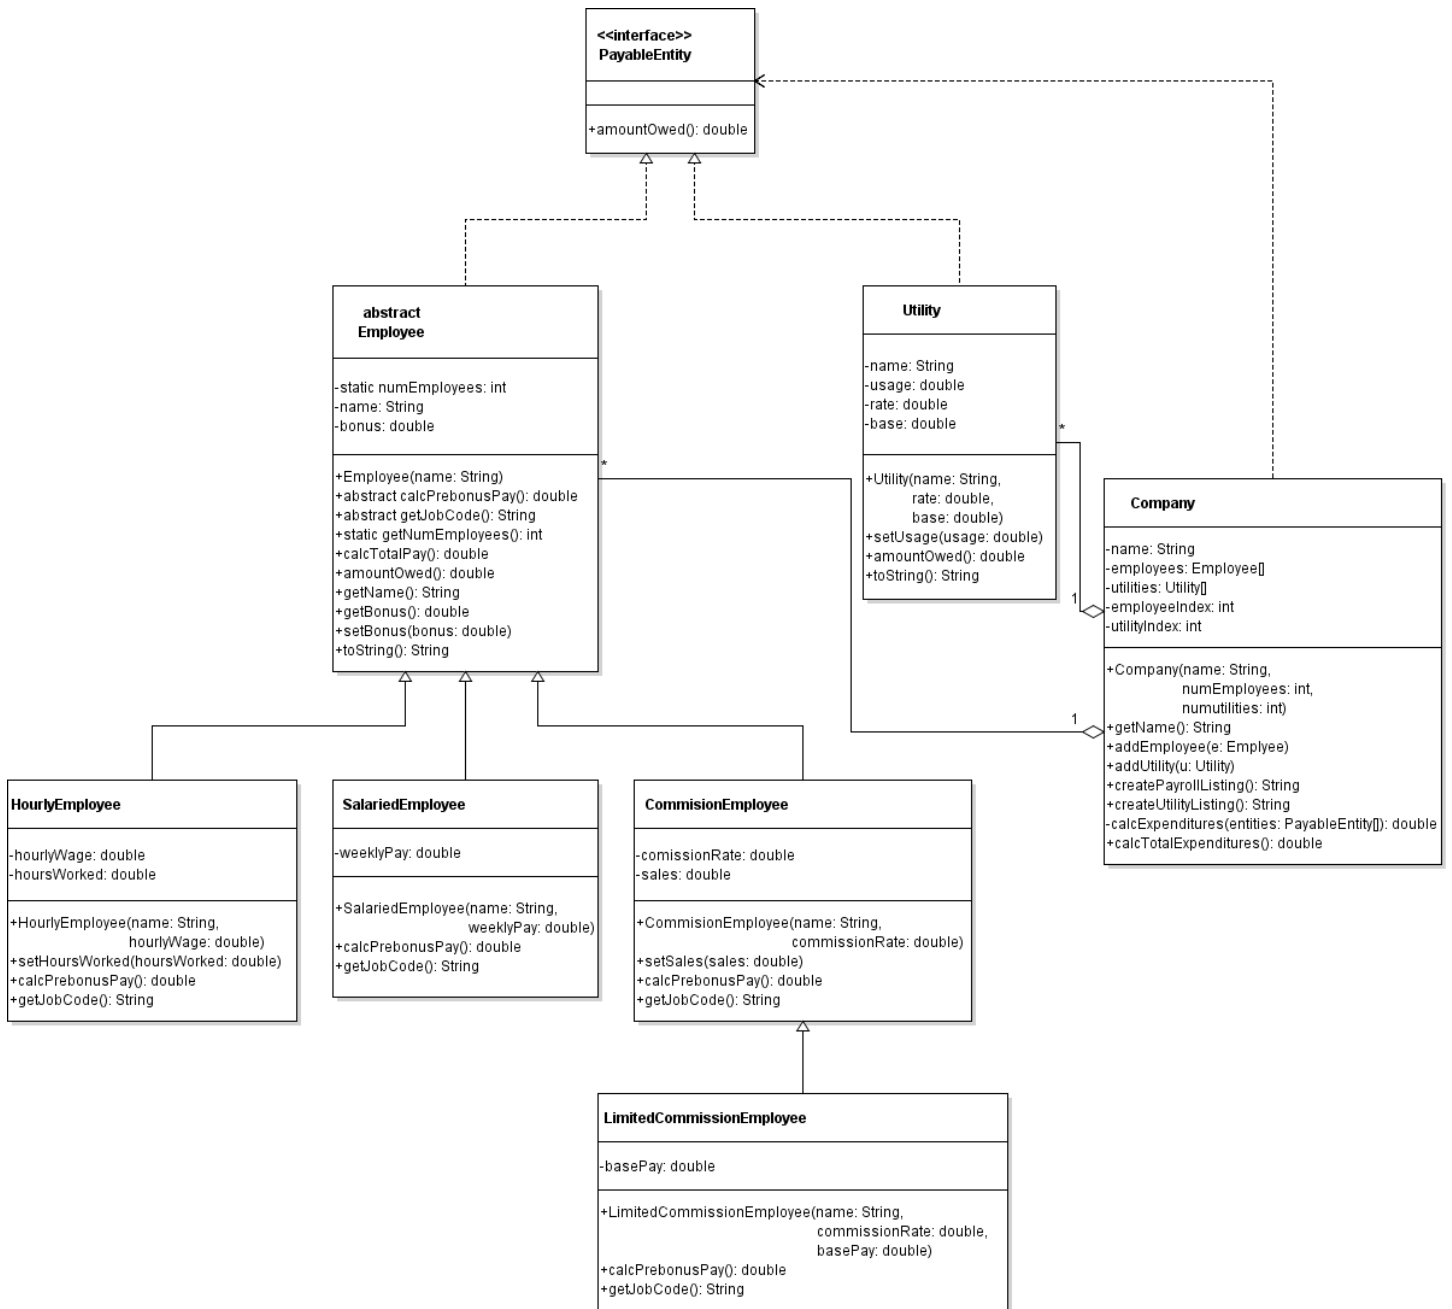 <<interface>>
PayableEntity
+amountOwed(): double
abstract
Employee
-static numEmployees: int
-name: String
-bonus: double
+Employee(name: String)
+abstract calcPrebonusPay(): double
+abstract getJobCode(): String
+static getNumEmployees(): int
+calcTotalPay(): double
+amountOwed(): double
+getName(): String
+getBonus(): double
+setBonus(bonus: double)
+toString(): String
*
Utility
-name: String
-usage: double
-rate: double
-base: double
+Utility(name: String,
rate: double,
base: double)
+setUsage(usage: double)
+amountOwed(): double
+toString(): String
*
1
1
Company
-name: String
-employees: Employee[]
-utilities: Utility[]
-employeeIndex: int
-utilityIndex: int
+Company(name: String,
numEmployees: int,
numutilities: int)
+getName(): String
+addEmployee(e: Emplyee)
+addUtility(u: Utility)
+createPayrollListing(): String
+createUtilityListing(): String
-calcExpenditures(entities: PayableEntity[]): double
+calcTotalExpenditures(): double
HourlyEmployee
-hourlyWage: double
-hoursWorked: double
+HourlyEmployee(name: String,
hourlyWage: double)
+setHoursWorked(hoursWorked: double)
+calcPrebonusPay(): double
+getJobCode(): String
SalariedEmployee
-weeklyPay: double
+SalariedEmployee(name: String,
weeklyPay: double)
+calcPrebonusPay(): double
+getJobCode(): String
CommisionEmployee
-comissionRate: double
-sales: double
+CommisionEmployee(name: String,
commissionRate: double)
+setSales(sales: double)
+calcPrebonusPay(): double
+getJobCode(): String
LimitedCommissionEmployee
-basePay: double
+LimitedCommissionEmployee(name: String,
commissionRate: double,
basePay: double)
+calcPrebonusPay(): double
+getJobCode(): String